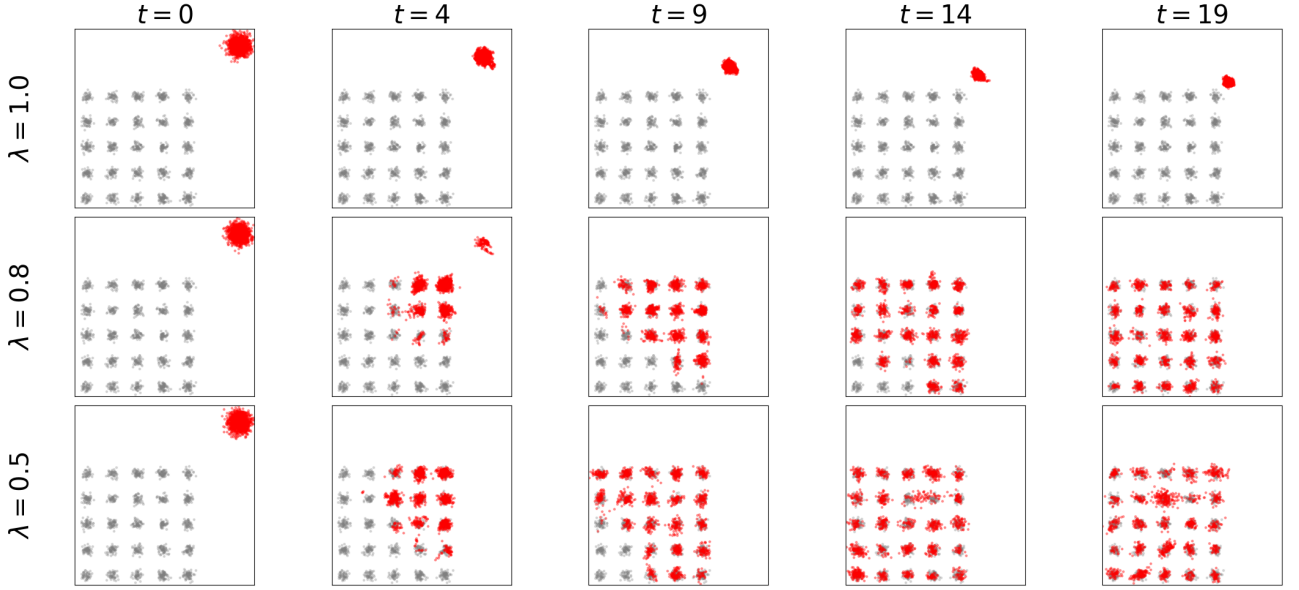 t = 0
t = 4
t = 9
t = 14
t = 19
λ = 1.0
λ = 0.8
λ = 0.5